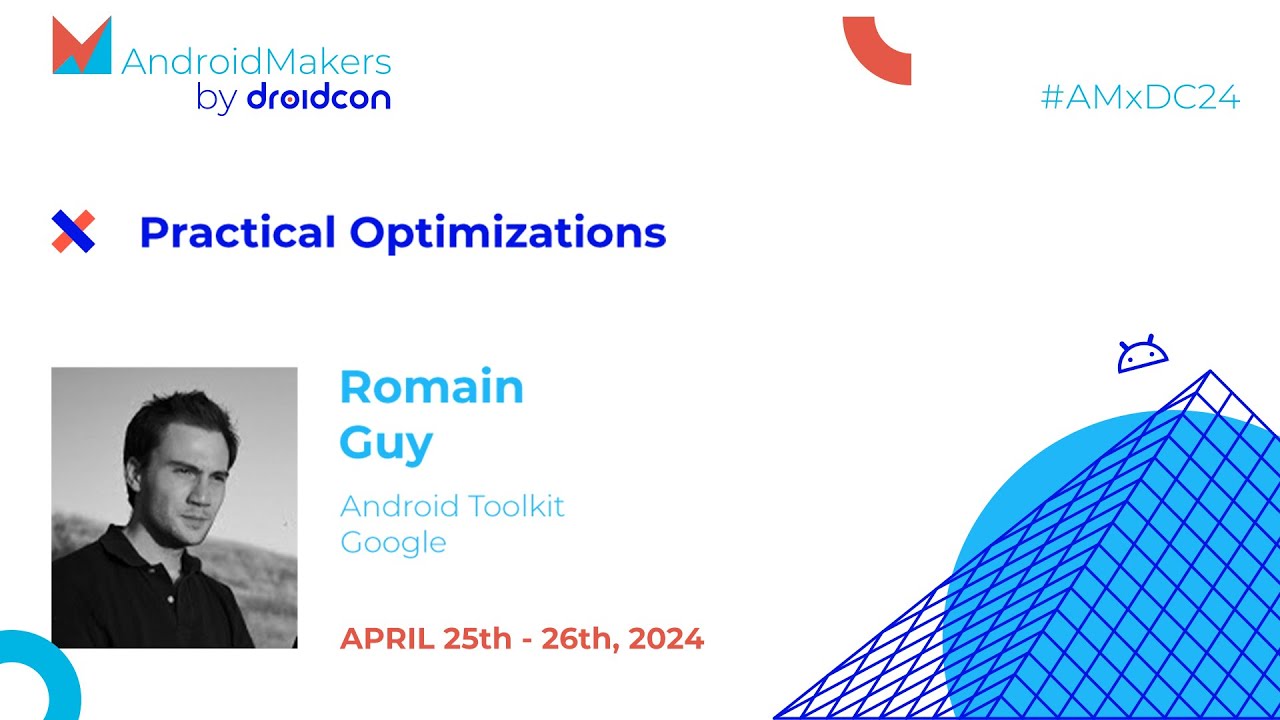 AndroidMakers
by droidcon
#AMxDC24
Practical Optimizations
Romain
Guy
Android Toolkit
Google
APRIL 25th - 26th, 2024